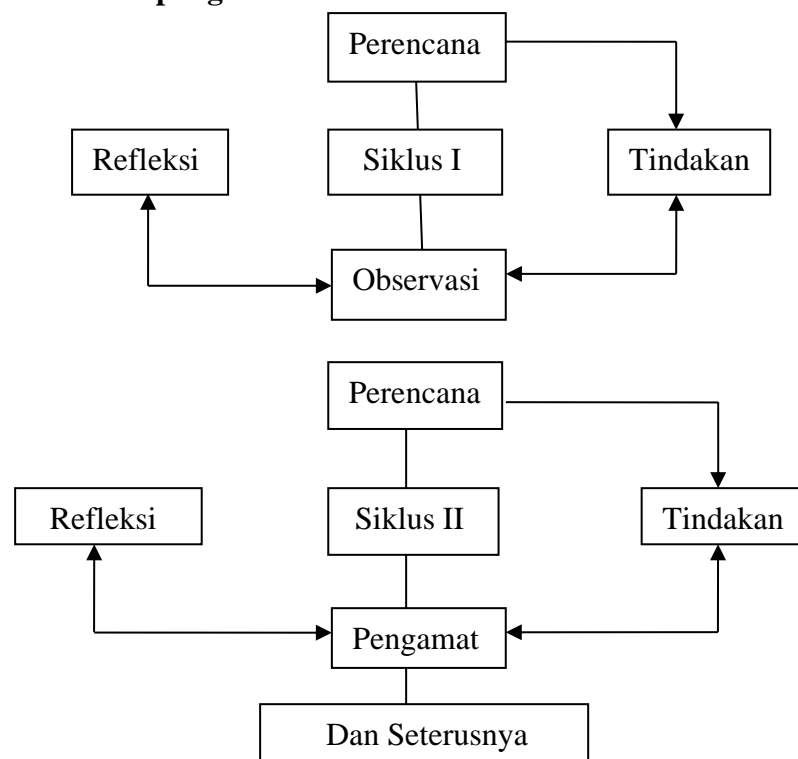 Perencana
Refleksi
Siklus I
Tindakan
Observasi
Perencana
Refleksi
Siklus II
Tindakan
Pengamat
Dan Seterusnya